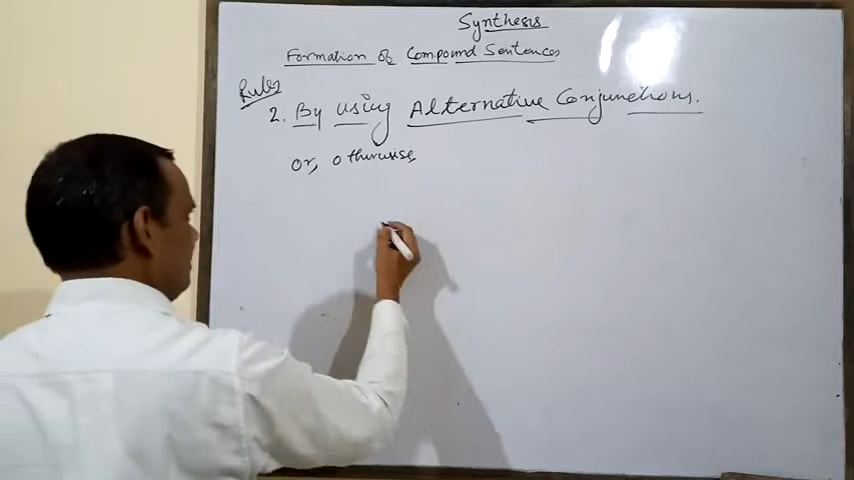 Synthesis
Formation of Compound Sentences
Rules
2. By using Alternative Conjunctions.
or, otherwise,